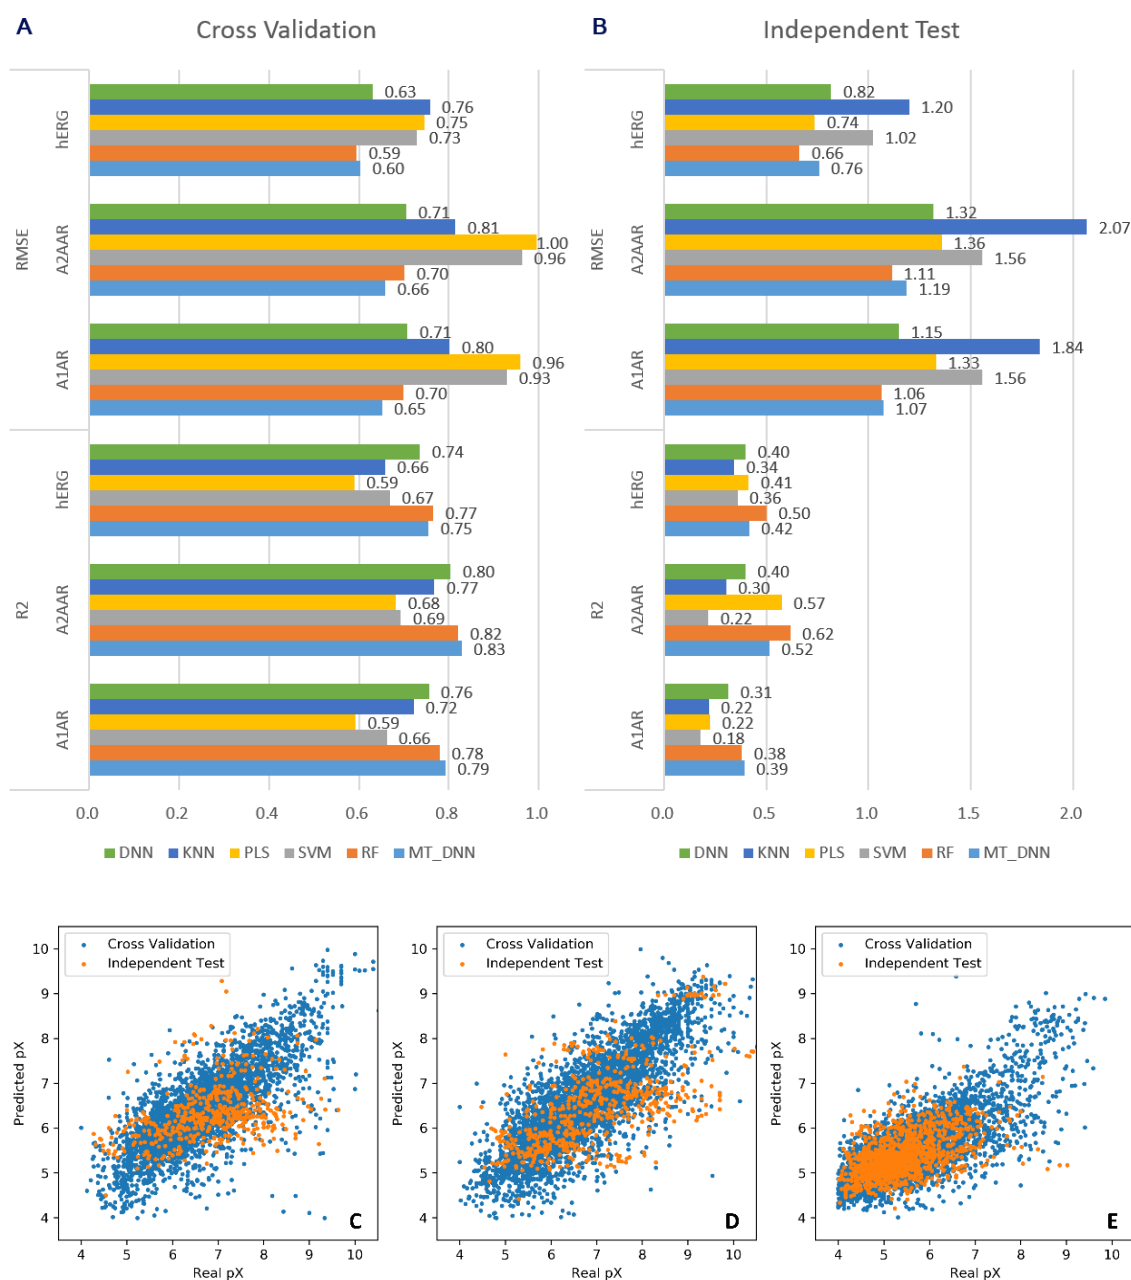 A
Cross Validation
RMSE
hERG
0.63
0.76
0.75
0.73
0.59
0.60
A2AAR
0.71
0.81
1.00
0.96
0.70
0.66
A1AR
0.71
0.80
0.96
0.93
0.70
0.65
R2
hERG
0.74
0.66
0.59
0.67
0.77
0.75
A2AAR
0.80
0.77
0.68
0.69
0.82
0.83
A1AR
0.76
0.72
0.59
0.66
0.78
0.79
0.0 0.2 0.4 0.6 0.8 1.0
DNN KNN PLS SVM RF MT_DNN
B
Independent Test
RMSE
hERG
0.82
1.20
0.74
1.02
0.66
0.76
A2AAR
1.32
2.07
1.36
1.56
1.11
1.19
A1AR
1.15
1.84
1.33
1.56
1.06
1.07
R2
hERG
0.40
0.34
0.41
0.36
0.50
0.42
A2AAR
0.40
0.30
0.57
0.22
0.62
0.52
A1AR
0.31
0.22
0.22
0.18
0.38
0.39
0.0 0.5 1.0 1.5 2.0
DNN KNN PLS SVM RF MT_DNN
Cross Validation
Independent Test
Predicted pX
10
9
8
7
6
5
4
C
4 5 6 7 8 9 10
Real pX
Cross Validation
Independent Test
Predicted pX
10
9
8
7
6
5
4
D
4 5 6 7 8 9 10
Real pX
Cross Validation
Independent Test
Predicted pX
10
9
8
7
6
5
4
E
4 5 6 7 8 9 10
Real pX